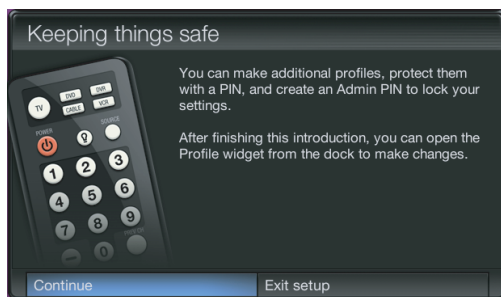 Keeping things safe
You can make additional profiles, protect them
with a PIN, and create an Admin PIN to lock your
settings.
After finishing this introduction, you can open the
Profile widget from the dock to make changes.
DVD
DVR
TV
CABLE
VCR
POWER
SOURCE
1
2
3
4
5
6
7
8
9
0
Continue
Exit setup